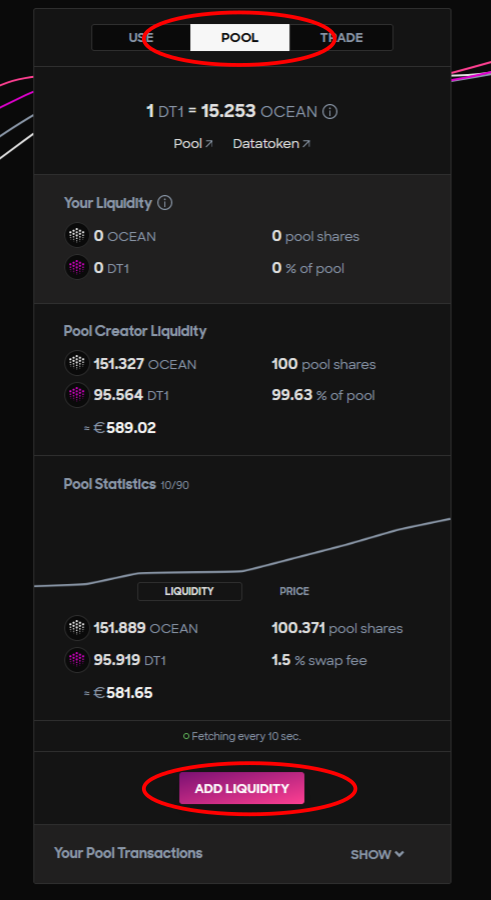 USE POOL TRADE
1 DT1 = 15.253 OCEAN
Pool Datatoken
Your Liquidity
0 OCEAN 0 pool shares
0 DT1 0 % of pool
Pool Creator Liquidity
151.327 OCEAN 100 pool shares
95.564 DT1 99.63 % of pool
≈ €589.02
Pool Statistics 10/90
LIQUIDITY PRICE
151.889 OCEAN 100.371 pool shares
95.919 DT1 1.5 % swap fee
≈ €581.65
Fetching every 10 sec.
ADD LIQUIDITY
Your Pool Transactions SHOW